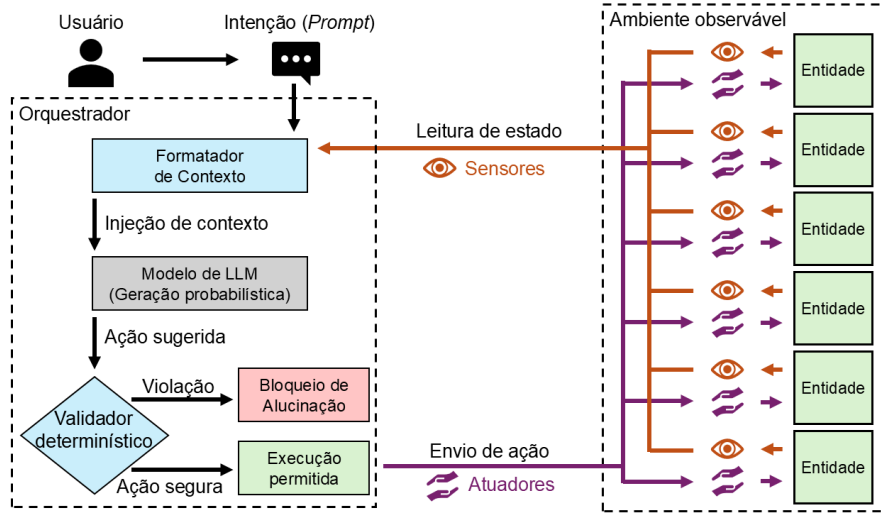 Usuário
Intenção (Prompt)
Orquestrador
Formatador
de Contexto
Injeção de contexto
Modelo de LLM
(Geração probabilística)
Ação sugerida
Validador
determinístico
Violação
Bloqueio de
Alucinação
Ação segura
Execução
permitida
Leitura de estado
Sensores
Envio de ação
Atuadores
Ambiente observável
Entidade
Entidade
Entidade
Entidade
Entidade
Entidade